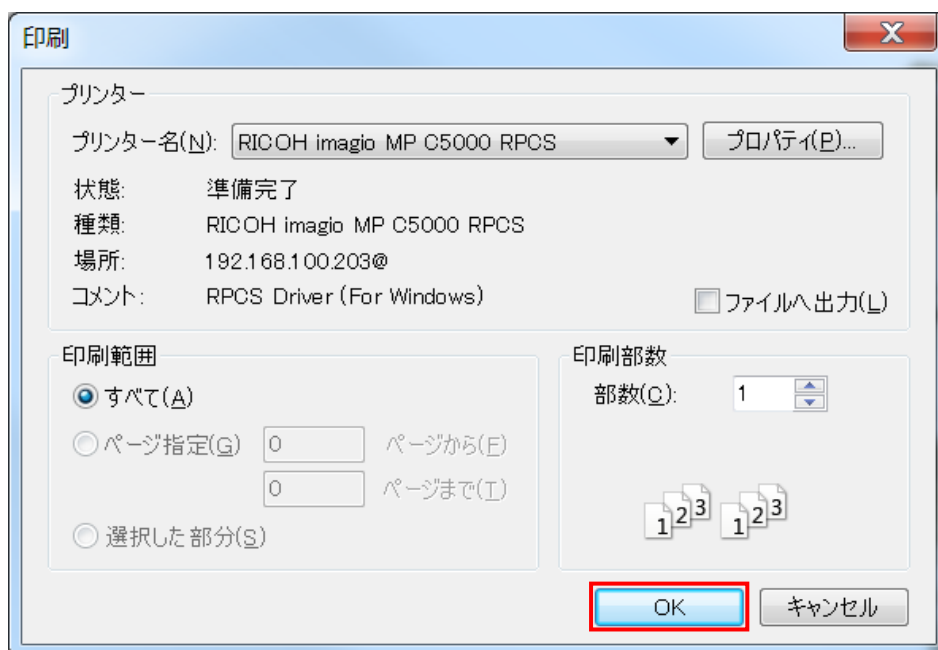 印刷
プリンター
プリンター名(N): RICOH imagio MP C5000 RPCS プロパティ(P)...
状態: 準備完了
種類: RICOH imagio MP C5000 RPCS
場所: 192.168.100.203@
コメント: RPCS Driver (For Windows) ファイルへ出力(L)
印刷範囲
すべて(A)
ページ指定(G) 0 ページから(F)
0 ページまで(T)
選択した部分(S)
印刷部数
部数(C): 1
1 2 3 1 2 3
OK キャンセル